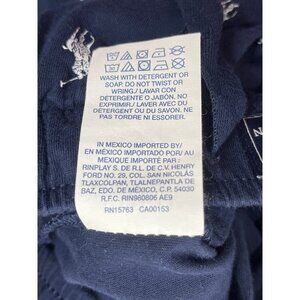 WASH WITH DETERGENT OR
SOAP. DO NOT TWIST OR
WRING./ LAVAR CON
DETERGENTE O JABÓN. NO
EXPRIMIR./ LAVER AVEC
DU DÉTERGENT OU SAVON. NE
PAS TORDRE NI ESSORER.
IN MEXICO IMPORTED BY/
EN MÉXICO IMPORTADO POR/ AU
MEXIQUE IMPORTÉ PAR:
RINPLAY S. DE R.L. DE C.V. HENRY
FORD NO. 29, COL. SAN NICOLÁS
TLAXCOLPAN, TLALNEPANTLA DE
BAZ, EDO. DE MÉXICO, C.P. 54030
R.F.C. RIN980806 AE9
RN15763 CA00153